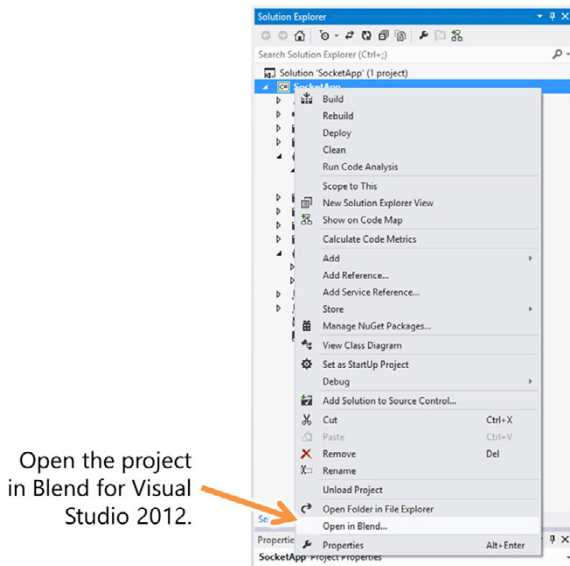 Solution Explorer
Search Solution Explorer (Ctrl+;)
Solution 'SocketApp' (1 project)
C# SocketApp
Build
Rebuild
Deploy
Clean
Run Code Analysis
Scope to This
New Solution Explorer View
Show on Code Map
Calculate Code Metrics
Add
Add Reference...
Add Service Reference...
Store
Manage NuGet Packages...
View Class Diagram
Set as StartUp Project
Debug
Add Solution to Source Control...
Cut Ctrl+X
Paste Ctrl+V
Remove Del
Rename
Unload Project
Open Folder in File Explorer
Open in Blend...
Properties Alt+Enter
SocketApp Project Properties
Open the project
in Blend for Visual
Studio 2012.